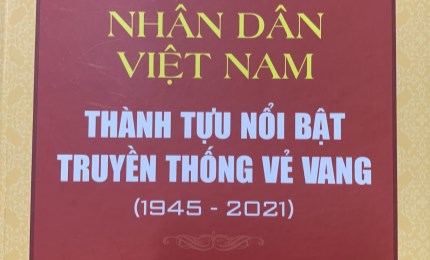 NHÂN DÂN
VIỆT NAM
THÀNH TỰU NỔI BẬT
TRUYỀN THỐNG VẺ VANG
(1945 - 2021)